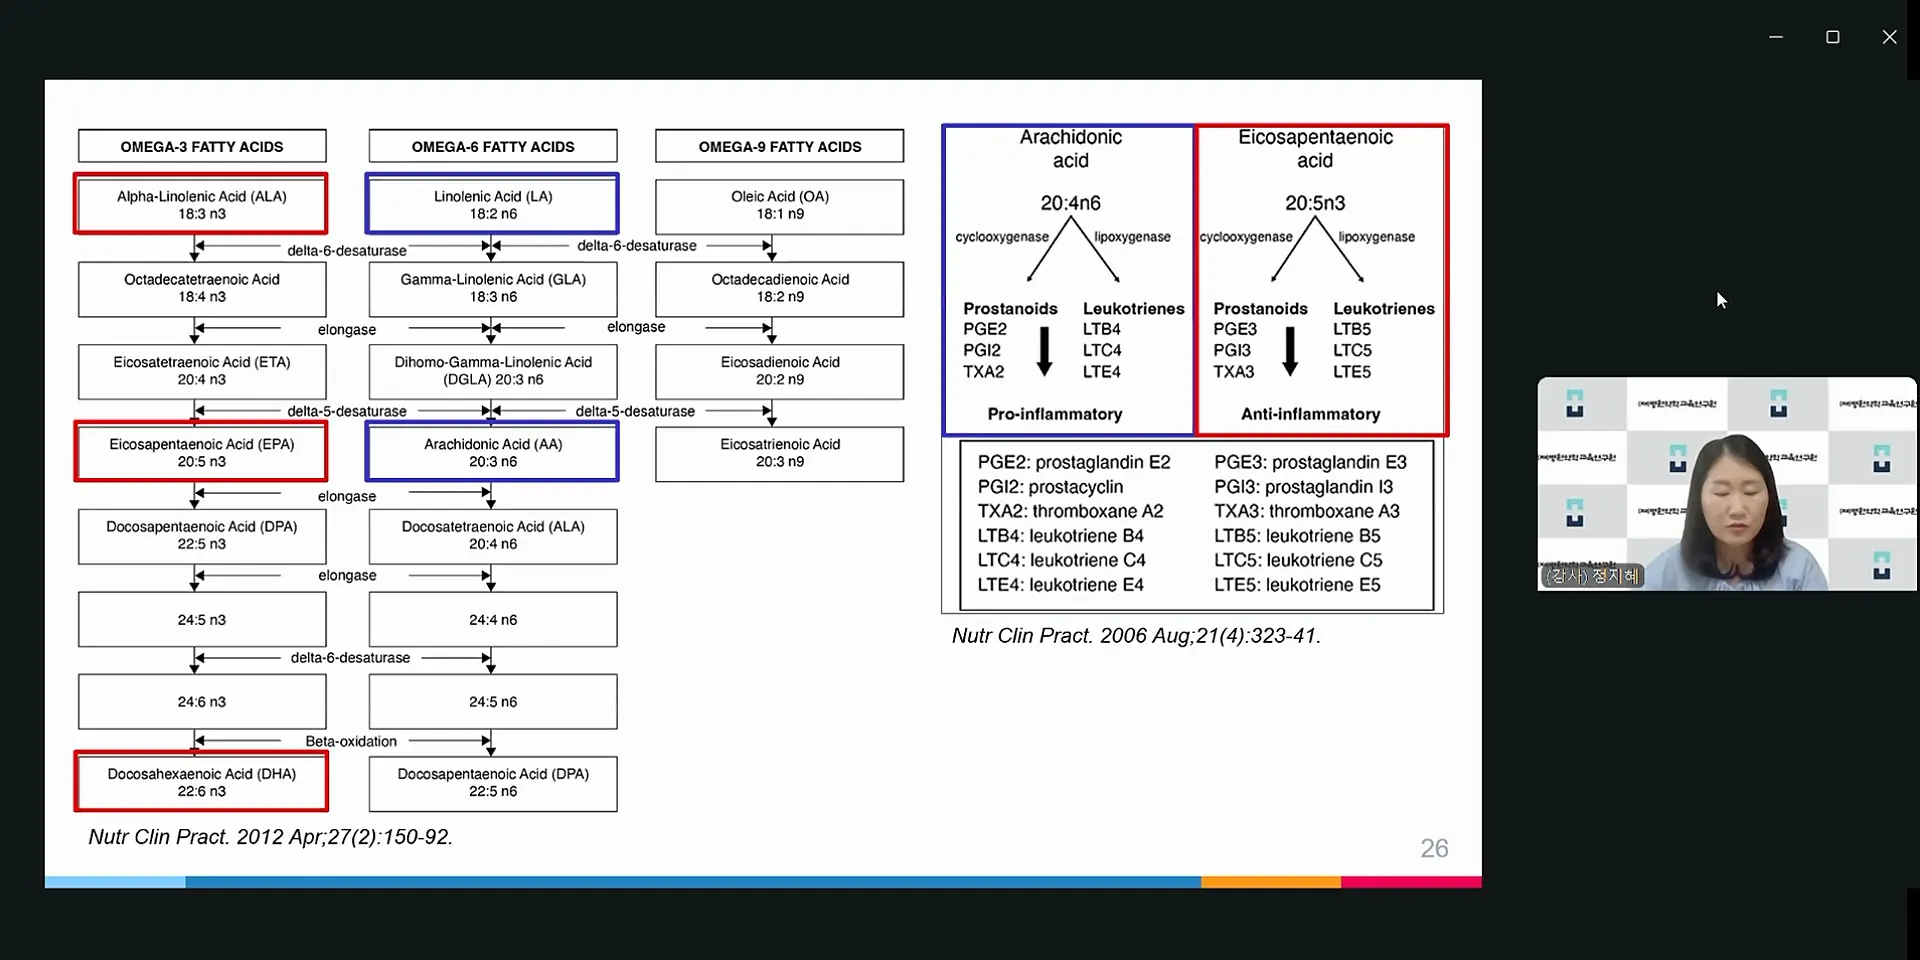 OMEGA-3 FATTY ACIDS
OMEGA-6 FATTY ACIDS
OMEGA-9 FATTY ACIDS
Alpha-Linolenic Acid (ALA)
18:3 n3
Linolenic Acid (LA)
18:2 n6
Oleic Acid (OA)
18:1 n9
delta-6-desaturase
delta-6-desaturase
Octadecatetraenoic Acid
18:4 n3
Gamma-Linolenic Acid (GLA)
18:3 n6
Octadecadienoic Acid
18:2 n9
elongase
elongase
Eicosatetraenoic Acid (ETA)
20:4 n3
Dihomo-Gamma-Linolenic Acid
(DGLA) 20:3 n6
Eicosadienoic Acid
20:2 n9
delta-5-desaturase
delta-5-desaturase
Eicosapentaenoic Acid (EPA)
20:5 n3
Arachidonic Acid (AA)
20:3 n6
Eicosatrienoic Acid
20:3 n9
elongase
Docosapentaenoic Acid (DPA)
22:5 n3
Docosatetraenoic Acid (ALA)
20:4 n6
elongase
24:5 n3
24:4 n6
delta-6-desaturase
24:6 n3
24:5 n6
Beta-oxidation
Docosahexaenoic Acid (DHA)
22:6 n3
Docosapentaenoic Acid (DPA)
22:5 n6
Nutr Clin Pract. 2012 Apr;27(2):150-92.
Arachidonic
acid
20:4n6
cyclooxygenase
lipoxygenase
Prostanoids
Leukotrienes
PGE2
LTB4
PGI2
LTC4
TXA2
LTE4
Pro-inflammatory
Eicosapentaenoic
acid
20:5n3
cyclooxygenase
lipoxygenase
Prostanoids
Leukotrienes
PGE3
LTB5
PGI3
LTC5
TXA3
LTE5
Anti-inflammatory
PGE2: prostaglandin E2
PGE3: prostaglandin E3
PGI2: prostacyclin
PGI3: prostaglandin I3
TXA2: thromboxane A2
TXA3: thromboxane A3
LTB4: leukotriene B4
LTB5: leukotriene B5
LTC4: leukotriene C4
LTC5: leukotriene C5
LTE4: leukotriene E4
LTE5: leukotriene E5
Nutr Clin Pract. 2006 Aug;21(4):323-41.
26
(재)병원약학교육연구원
(강사) 정지혜